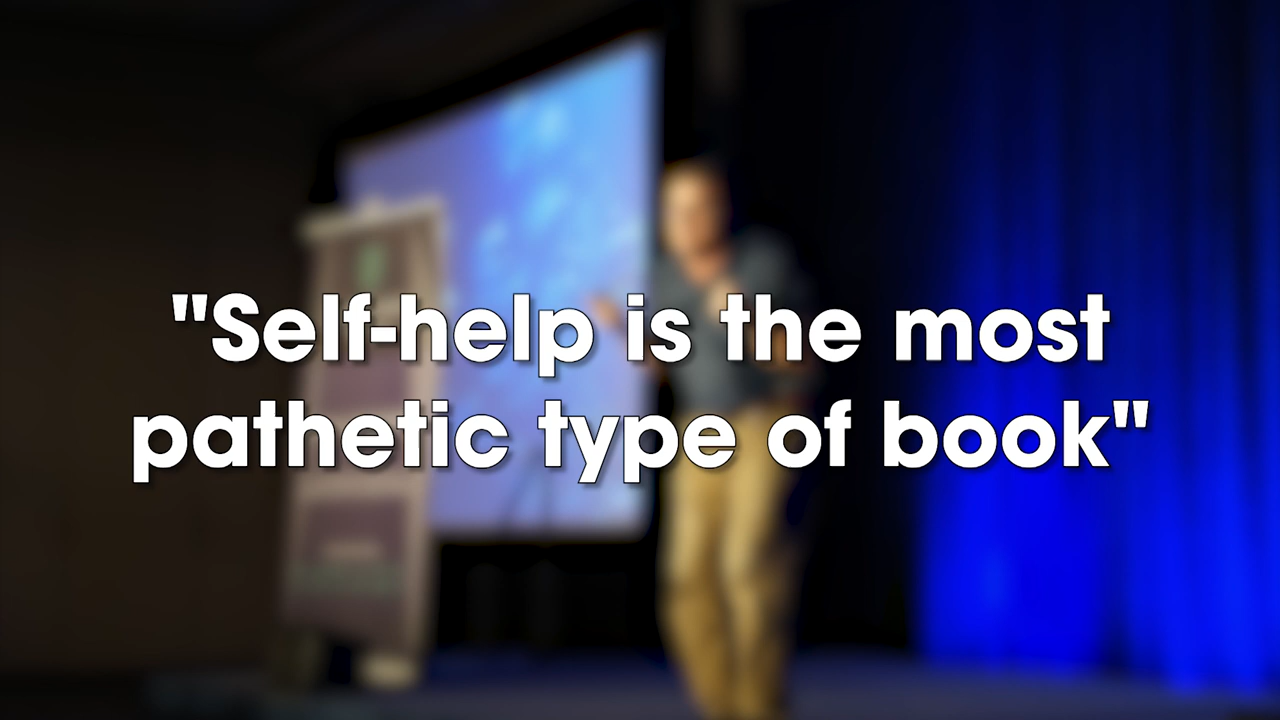 "Self-help is the most
pathetic type of book"